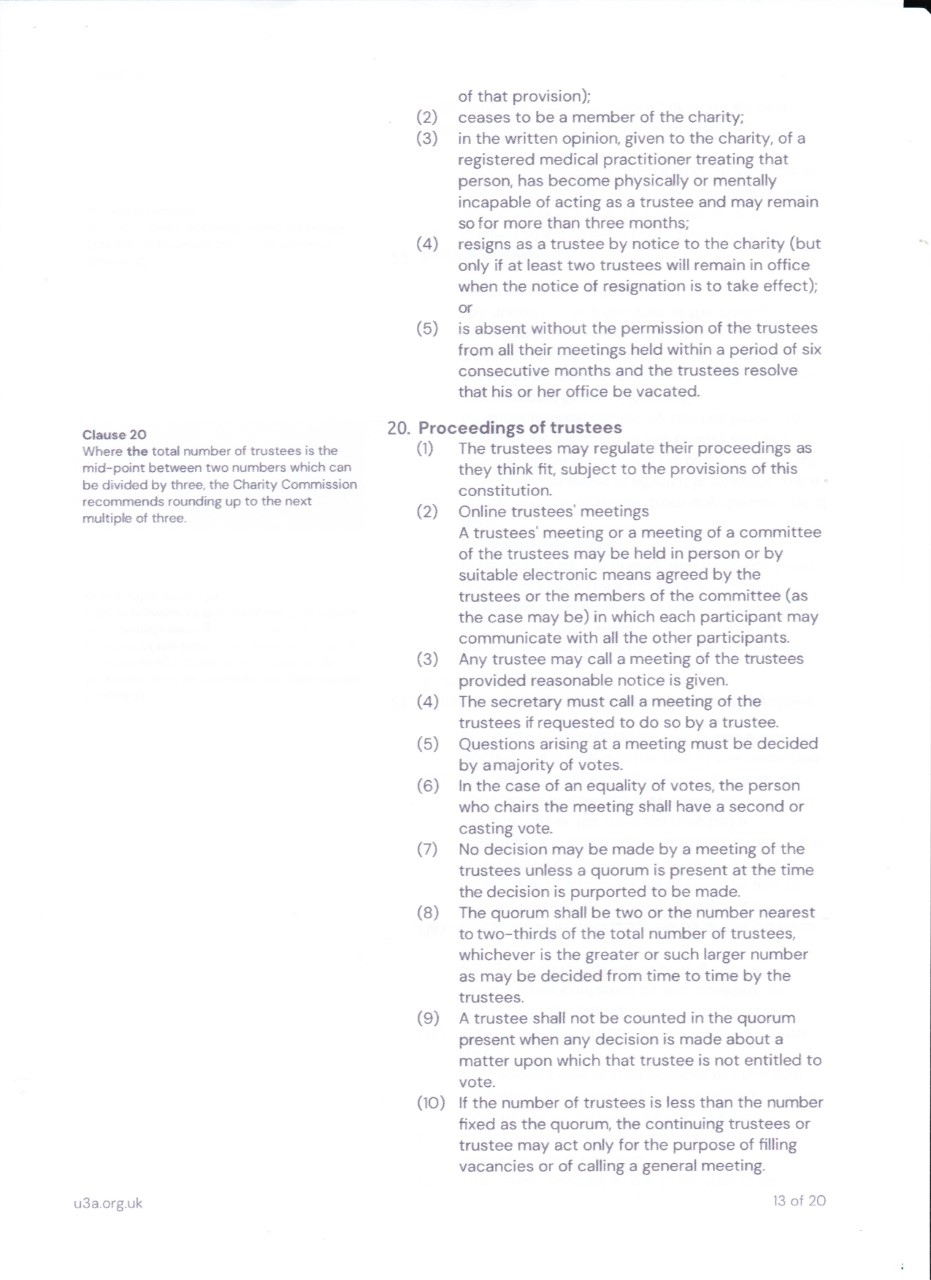 of that provision);
(2) ceases to be a member of the charity;
(3) in the written opinion, given to the charity, of a
registered medical practitioner treating that
person, has become physically or mentally
incapable of acting as a trustee and may remain
so for more than three months;
(4) resigns as a trustee by notice to the charity (but
only if at least two trustees will remain in office
when the notice of resignation is to take effect);
or
(5) is absent without the permission of the trustees
from all their meetings held within a period of six
consecutive months and the trustees resolve
that his or her office be vacated.
Clause 20
Where the total number of trustees is the
mid-point between two numbers which can
be divided by three, the Charity Commission
recommends rounding up to the next
multiple of three.
20. Proceedings of trustees
(1) The trustees may regulate their proceedings as
they think fit, subject to the provisions of this
constitution.
(2) Online trustees' meetings
A trustees' meeting or a meeting of a committee
of the trustees may be held in person or by
suitable electronic means agreed by the
trustees or the members of the committee (as
the case may be) in which each participant may
communicate with all the other participants.
(3) Any trustee may call a meeting of the trustees
provided reasonable notice is given.
(4) The secretary must call a meeting of the
trustees if requested to do so by a trustee.
(5) Questions arising at a meeting must be decided
by amajority of votes.
(6) In the case of an equality of votes, the person
who chairs the meeting shall have a second or
casting vote.
(7) No decision may be made by a meeting of the
trustees unless a quorum is present at the time
the decision is purported to be made.
(8) The quorum shall be two or the number nearest
to two-thirds of the total number of trustees,
whichever is the greater or such larger number
as may be decided from time to time by the
trustees.
(9) A trustee shall not be counted in the quorum
present when any decision is made about a
matter upon which that trustee is not entitled to
vote.
(10) If the number of trustees is less than the number
fixed as the quorum, the continuing trustees or
trustee may act only for the purpose of filling
vacancies or of calling a general meeting.
u3a.org.uk
13 of 20